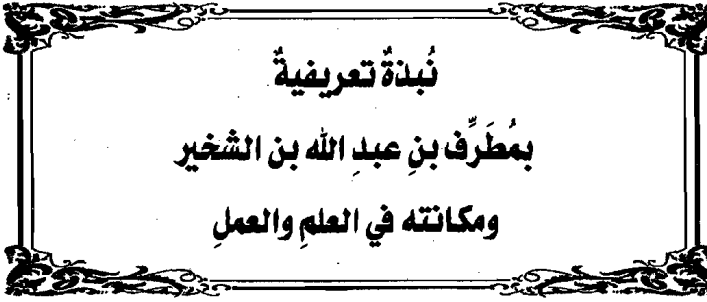 نُبذةٌ تعريفيةٌ
بمُطَرِّف بنِ عبدِ الله بن الشخير
ومكانته في العلمِ والعملِ